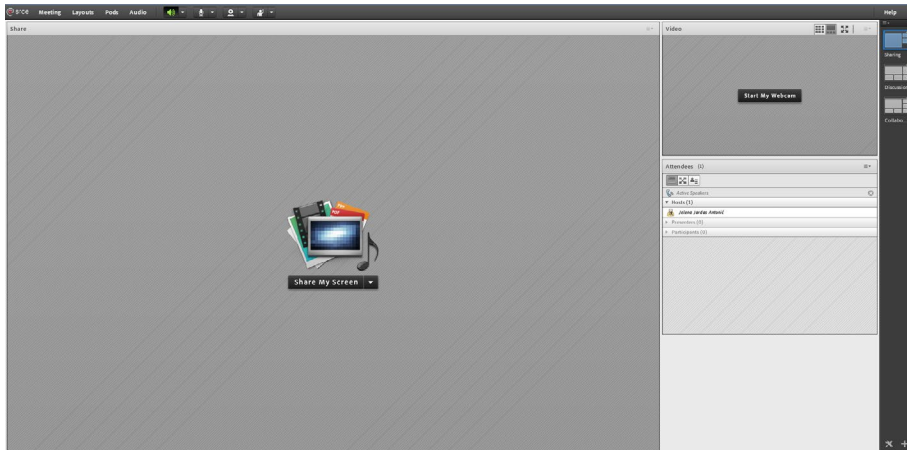 srce Meeting Layouts Pods Audio Help
Share
Video
Start My Webcam
Sharing
Discussion
Collabo...
Attendees (1)
Active Speakers
Hosts (1)
Presenters (0)
Participants (0)
Share My Screen